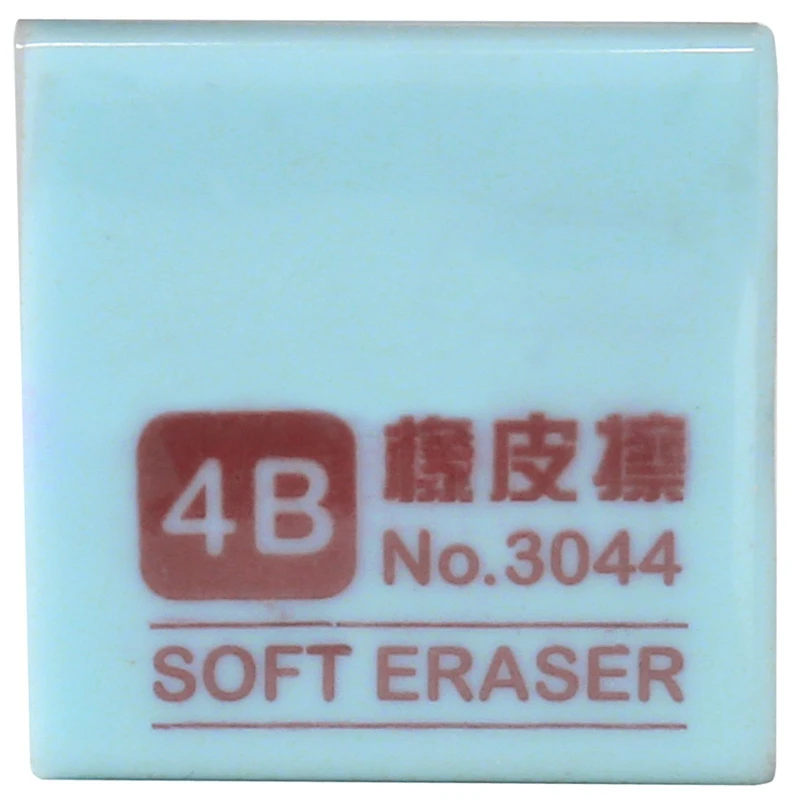 4B 橡皮擦
No.3044
SOFT ERASER